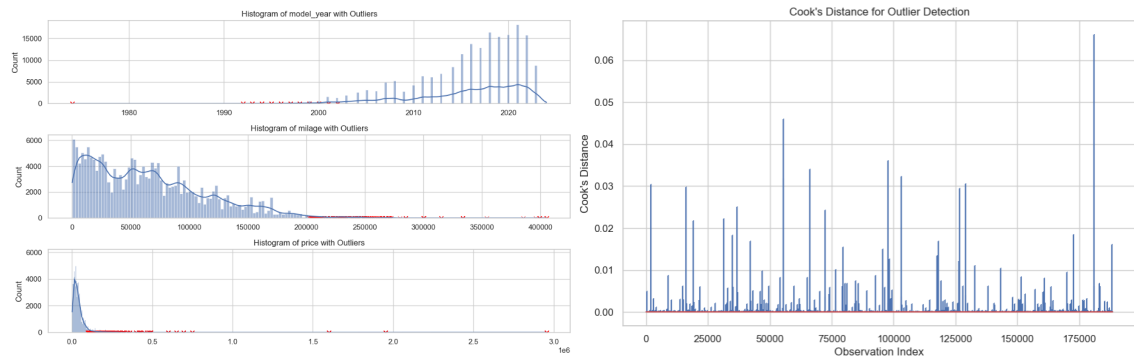 Histogram of model_year with Outliers
Count
15000
10000
5000
0
1980 1990 2000 2010 2020
Histogram of milage with Outliers
Count
6000
4000
2000
0
0 50000 100000 150000 200000 250000 300000 350000 400000
Histogram of price with Outliers
Count
6000
4000
2000
0
0.0 0.5 1.0 1.5 2.0 2.5 3.0
1e6
Cook's Distance for Outlier Detection
Cook's Distance
0.06
0.05
0.04
0.03
0.02
0.01
0.00
0 25000 50000 75000 100000 125000 150000 175000
Observation Index